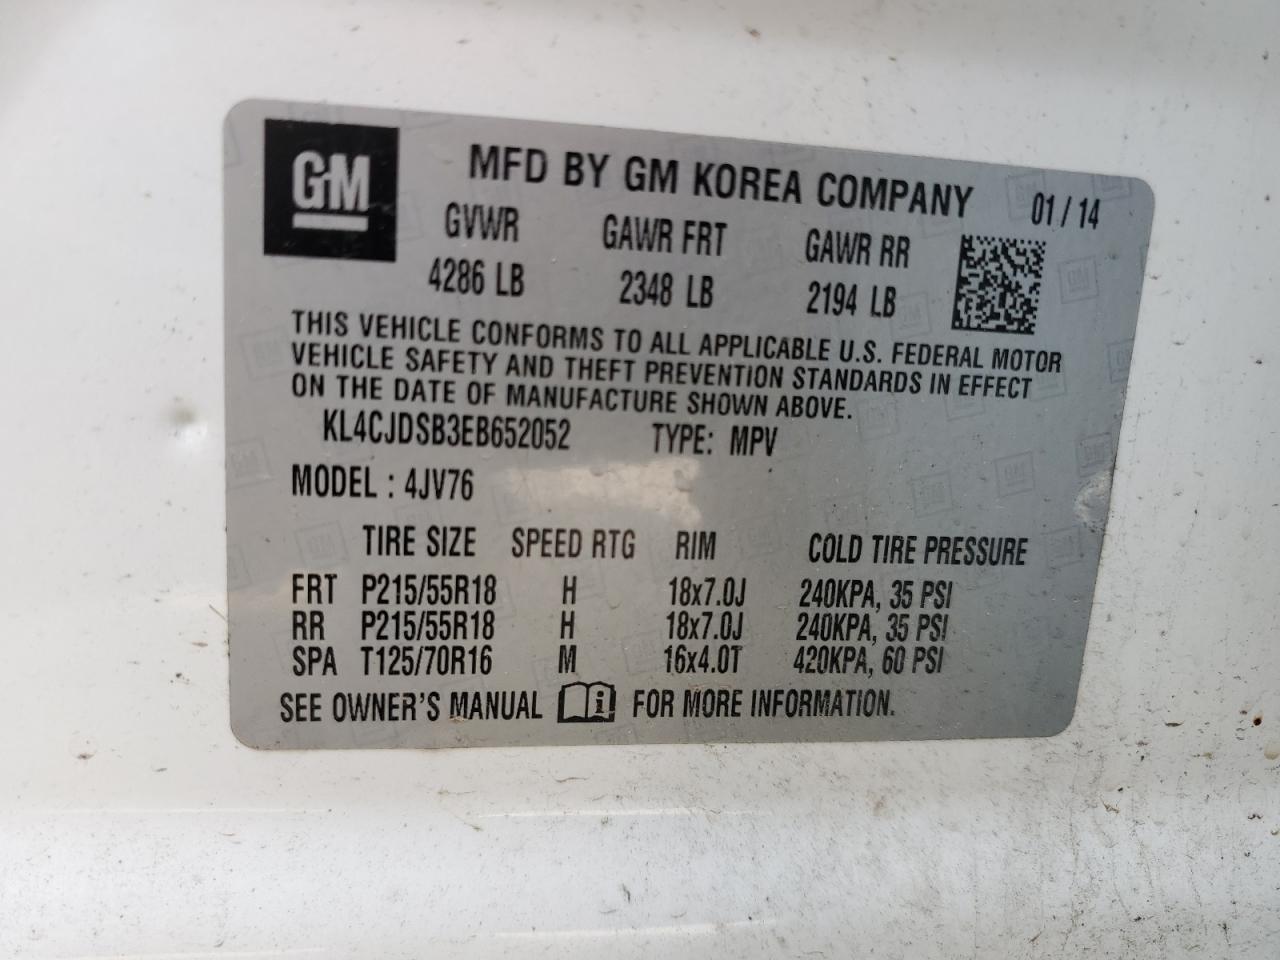 GM
MFD BY GM KOREA COMPANY 01/14
GVWR GAWR FRT GAWR RR
4286 LB 2348 LB 2194 LB
THIS VEHICLE CONFORMS TO ALL APPLICABLE U.S. FEDERAL MOTOR
VEHICLE SAFETY AND THEFT PREVENTION STANDARDS IN EFFECT
ON THE DATE OF MANUFACTURE SHOWN ABOVE.
KL4CJDSB3EB652052 TYPE: MPV
MODEL : 4JV76
TIRE SIZE SPEED RTG RIM COLD TIRE PRESSURE
FRT P215/55R18 H 18x7.0J 240KPA, 35 PSI
RR P215/55R18 H 18x7.0J 240KPA, 35 PSI
SPA T125/70R16 M 16x4.0T 420KPA, 60 PSI
SEE OWNER'S MANUAL FOR MORE INFORMATION.